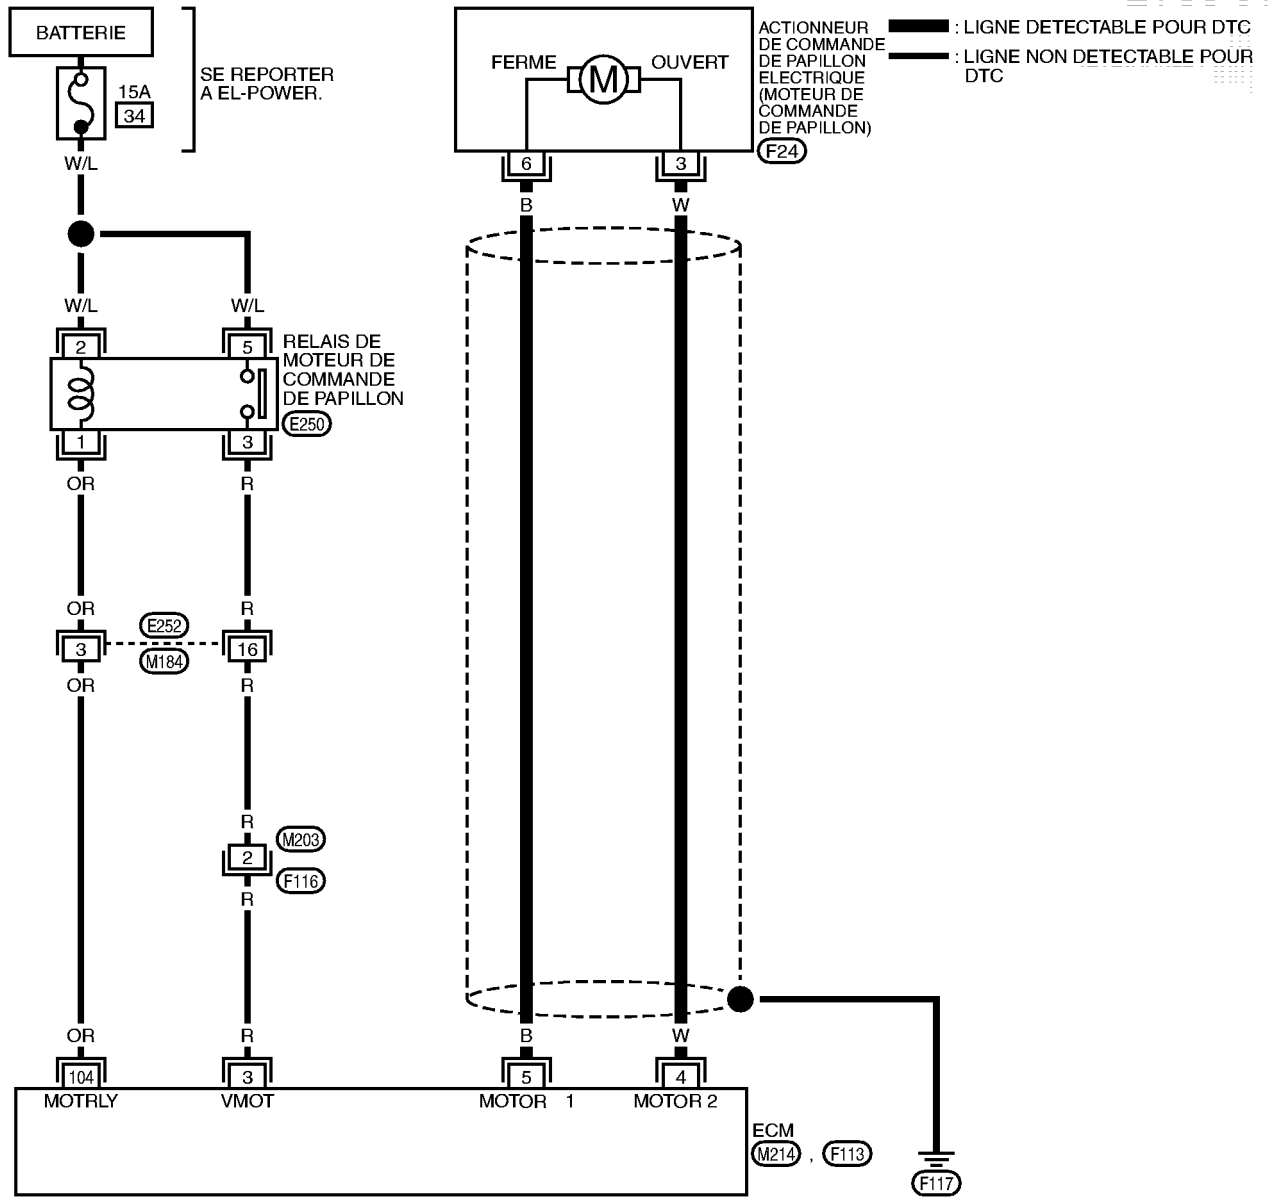 BATTERIE
15A
34
SE REPORTER
A EL-POWER.
W/L
W/L
W/L
2
5
RELAIS DE
MOTEUR DE
COMMANDE
DE PAPILLON
E250
1
3
OR
R
OR
R
E252
3
16
M184
OR
R
R
M203
2
F116
R
OR
R
104
3
MOTRLY
VMOT
FERME
M
OUVERT
ACTIONNEUR
DE COMMANDE
DE PAPILLON
ELECTRIQUE
(MOTEUR DE
COMMANDE
DE PAPILLON)
F24
6
3
B
W
B
W
5
4
MOTOR 1
MOTOR 2
ECM
M214 , F113
F117
: LIGNE DETECTABLE POUR DTC
: LIGNE NON DETECTABLE POUR
DTC